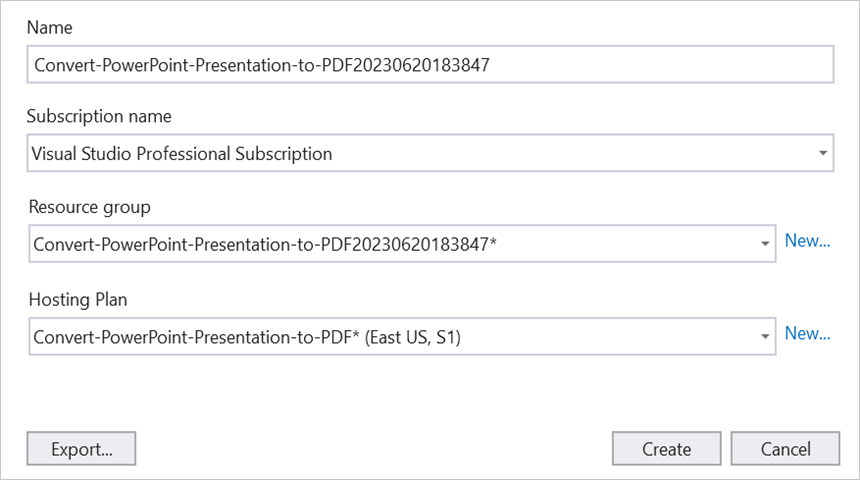 Name
Convert-PowerPoint-Presentation-to-PDF20230620183847
Subscription name
Visual Studio Professional Subscription
Resource group
Convert-PowerPoint-Presentation-to-PDF20230620183847*
New...
Hosting Plan
Convert-PowerPoint-Presentation-to-PDF* (East US, S1)
New...
Export...
Create
Cancel